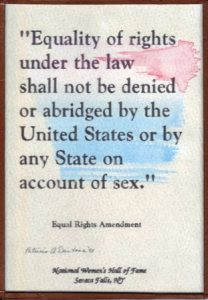 "Equality of rights
under the law
shall not be denied
or abridged by the
United States or by
any State on
account of sex."
Equal Rights Amendment
National Women's Hall of Fame
Seneca Falls, NY